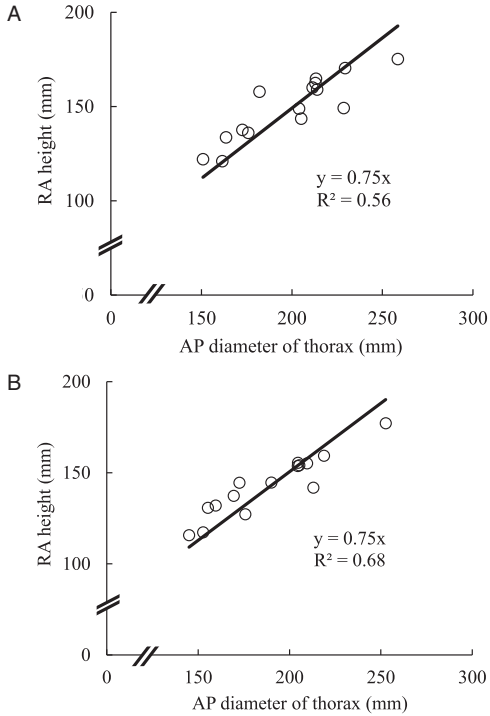 A
200
150
100
0
RA height (mm)
y = 0.75x
R² = 0.56
0 150 200 250 300
AP diameter of thorax (mm)
B
200
150
100
0
RA height (mm)
y = 0.75x
R² = 0.68
0 150 200 250 300
AP diameter of thorax (mm)